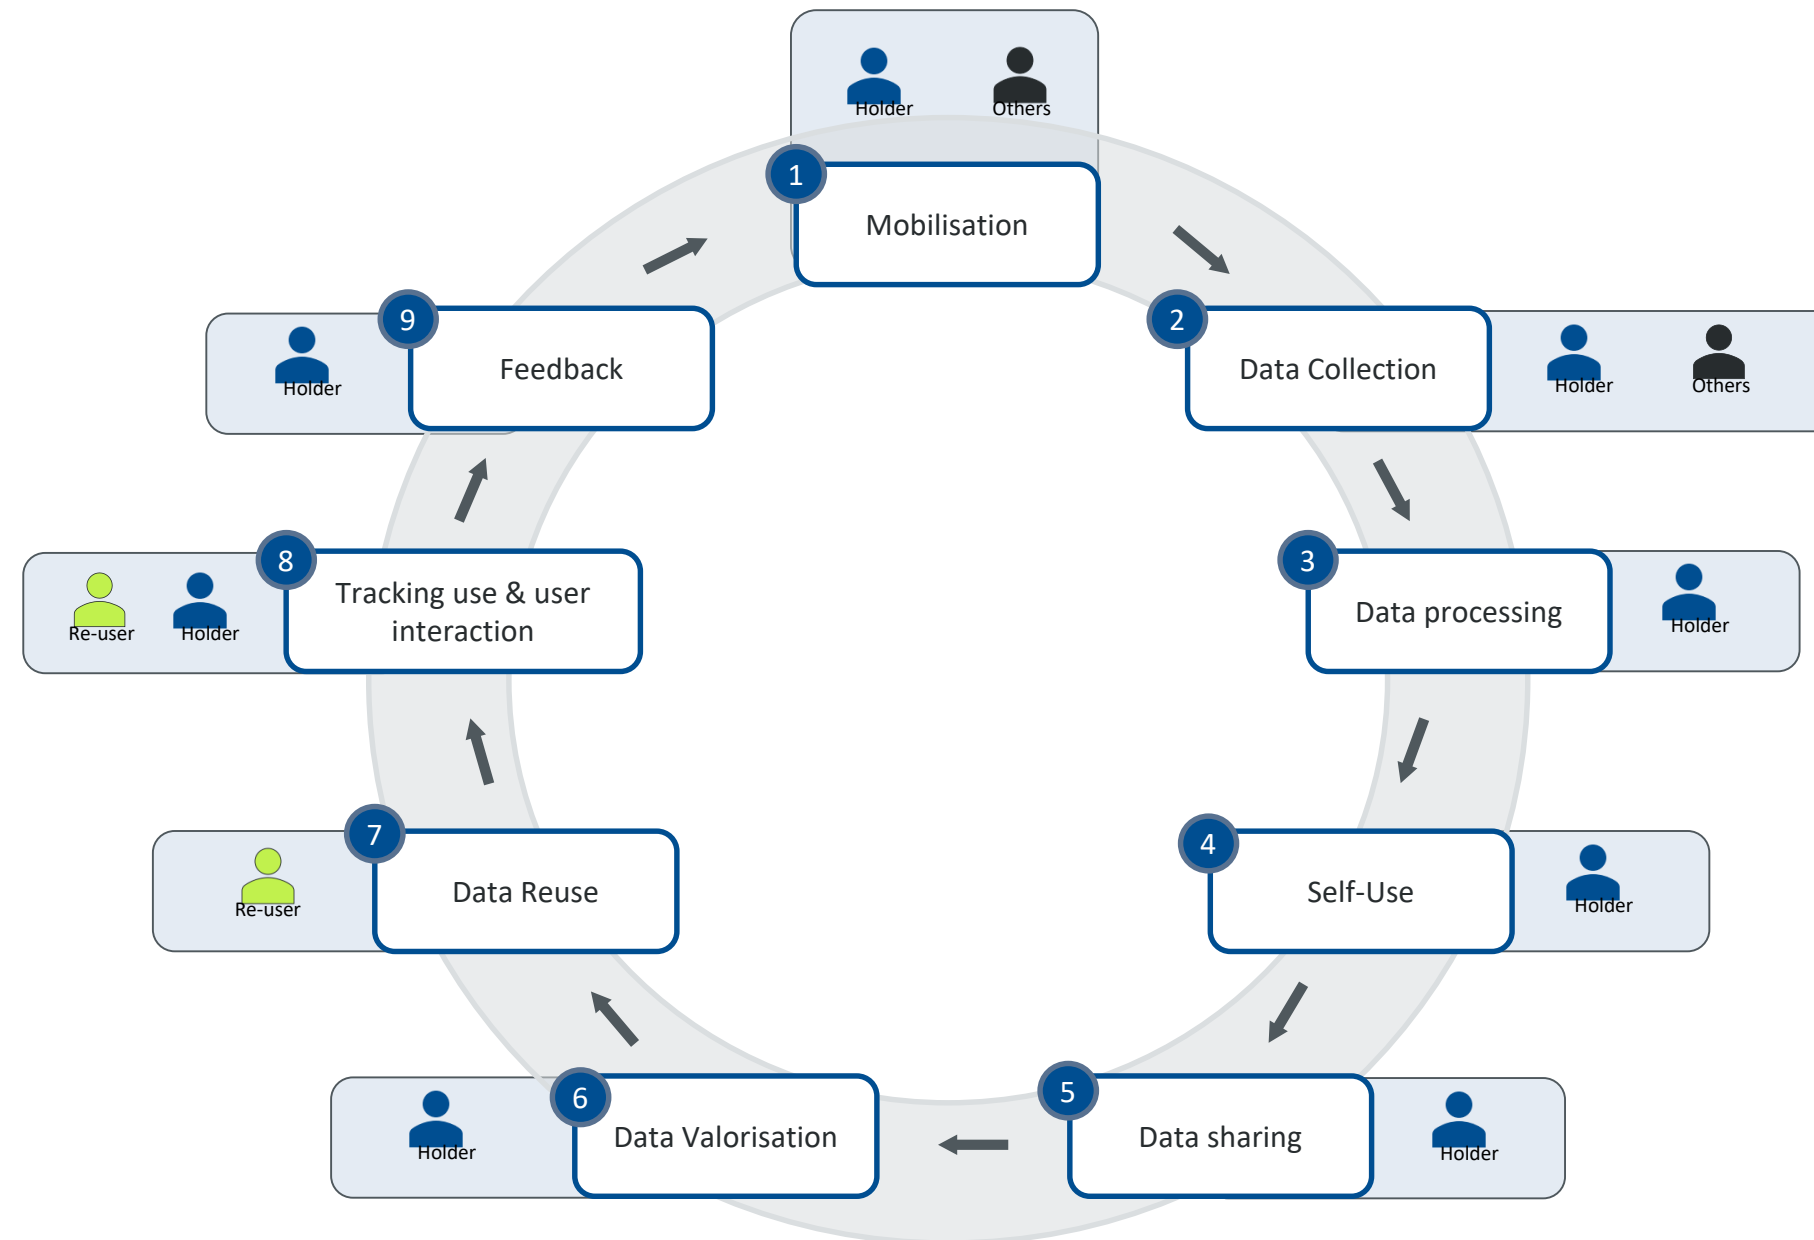 Holder
Others
1
Mobilisation
2
Data Collection
Holder
Others
3
Data processing
Holder
4
Self-Use
Holder
5
Data sharing
Holder
6
Data Valorisation
Holder
7
Data Reuse
Re-user
8
Tracking use & user
interaction
Re-user
Holder
9
Feedback
Holder